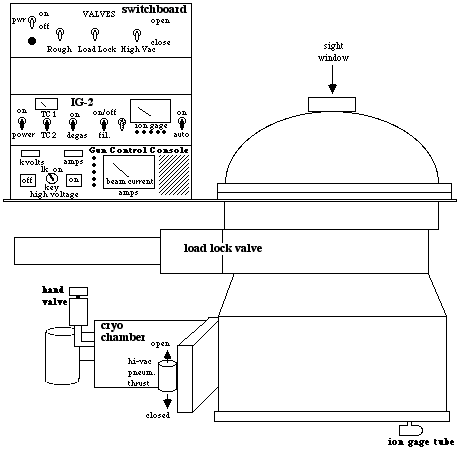 switchboard
VALVES
on
pwr
off
open
close
Rough Load Lock High Vac
IG-2
on
TC 1
on
on/off
on
power
TC 2
degas
fil.
ion gage
auto
Gun Control Console
kvolts
amps
lk on
off
key
on
high voltage
beam current
amps
sight
window
load lock valve
hand
valve
cryo
chamber
open
hi-vac
pneum.
thrust
closed
ion gage tube